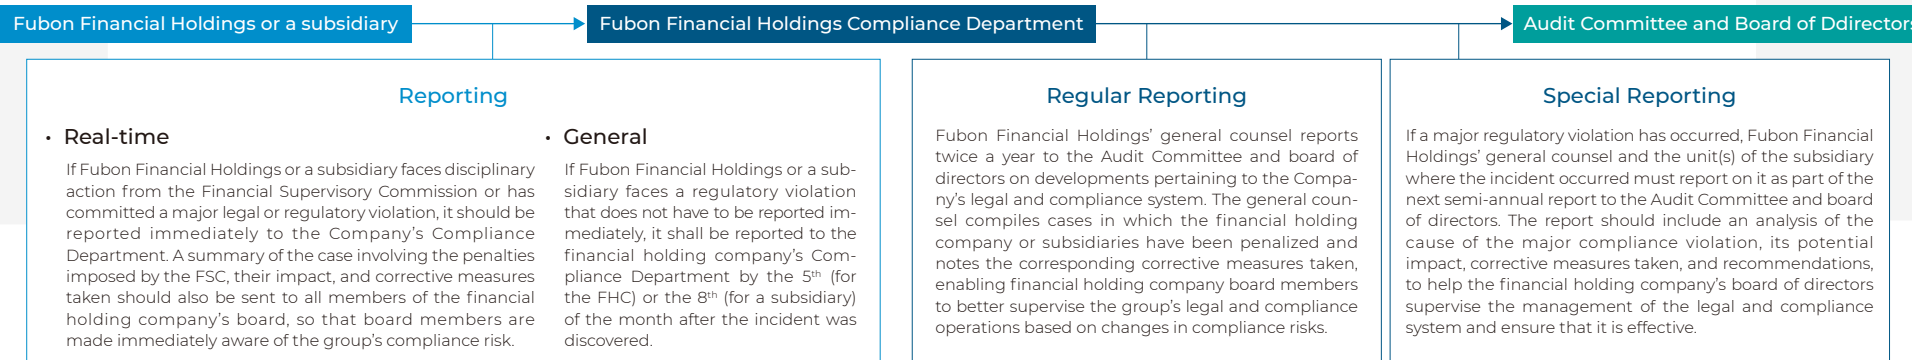 Fubon Financial Holdings or a subsidiary
Fubon Financial Holdings Compliance Department
Audit Committee and Board of Ddirectors
Reporting
• Real-time
If Fubon Financial Holdings or a subsidiary faces disciplinary
action from the Financial Supervisory Commission or has
committed a major legal or regulatory violation, it should be
reported immediately to the Company's Compliance
Department. A summary of the case involving the penalties
imposed by the FSC, their impact, and corrective measures
taken should also be sent to all members of the financial
holding company's board, so that board members are
made immediately aware of the group's compliance risk.
• General
If Fubon Financial Holdings or a sub-
sidiary faces a regulatory violation
that does not have to be reported im-
mediately, it shall be reported to the
financial holding company's Com-
pliance Department by the 5th (for
the FHC) or the 8th (for a subsidiary)
of the month after the incident was
discovered.
Regular Reporting
Fubon Financial Holdings' general counsel reports
twice a year to the Audit Committee and board of
directors on developments pertaining to the Compa-
ny's legal and compliance system. The general coun-
sel compiles cases in which the financial holding
company or subsidiaries have been penalized and
notes the corresponding corrective measures taken,
enabling financial holding company board members
to better supervise the group's legal and compliance
operations based on changes in compliance risks.
Special Reporting
If a major regulatory violation has occurred, Fubon Financial
Holdings' general counsel and the unit(s) of the subsidiary
where the incident occurred must report on it as part of the
next semi-annual report to the Audit Committee and board
of directors. The report should include an analysis of the
cause of the major compliance violation, its potential
impact, corrective measures taken, and recommendations,
to help the financial holding company's board of directors
supervise the management of the legal and compliance
system and ensure that it is effective.